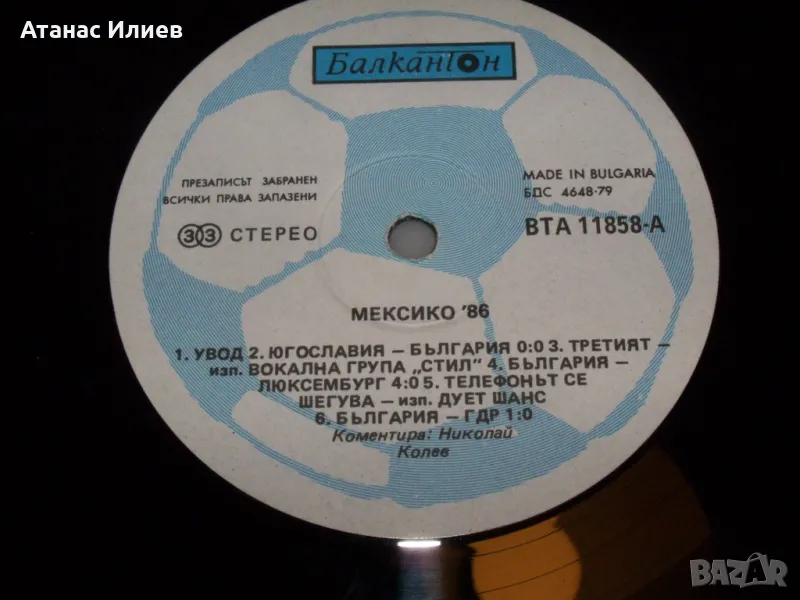 Атанас Илиев
БалканТон
ПРЕЗАПИСЪТ ЗАБРАНЕН
ВСИЧКИ ПРАВА ЗАПАЗЕНИ
MADE IN BULGARIA
БДС 4648-79
33 СТЕРЕО
ВТА 11858-А
МЕКСИКО '86
1. УВОД 2. ЮГОСЛАВИЯ – БЪЛГАРИЯ 0:0 3. ТРЕТИЯТ –
изп. ВОКАЛНА ГРУПА „СТИЛ" 4. БЪЛГАРИЯ –
ЛЮКСЕМБУРГ 4:0 5. ТЕЛЕФОНЪТ СЕ
ШЕГУВА – изп. ДУЕТ ШАНС
6. БЪЛГАРИЯ – ГДР 1:0
Коментира: Николай
Колев
BAZAR